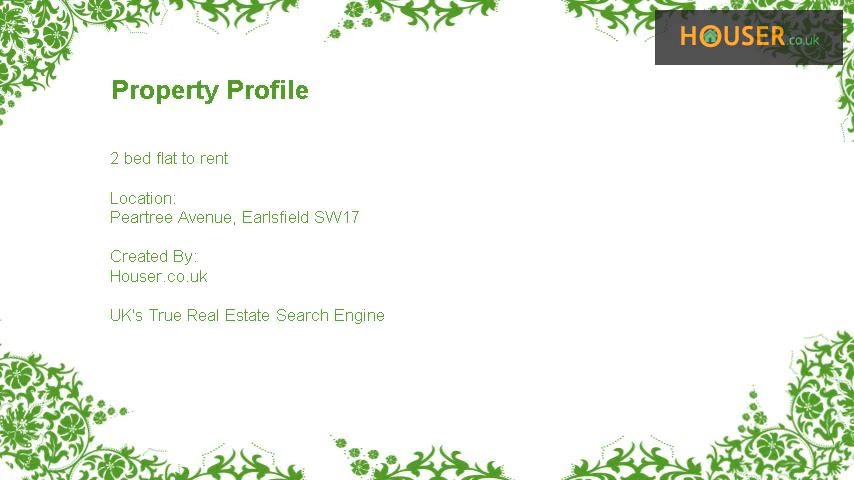 HOUSER.co.uk
Property Profile
2 bed flat to rent
Location:
Peartree Avenue, Earlsfield SW17
Created By:
Houser.co.uk
UK's True Real Estate Search Engine